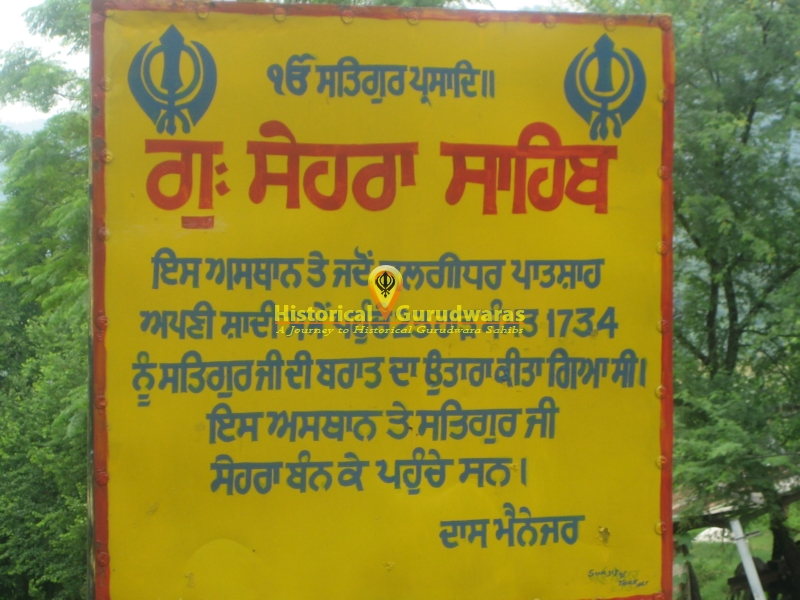 ੴ ਸਤਿਗੁਰ ਪ੍ਰਸਾਦਿ॥
ਗੁਃ ਸੇਹਰਾ ਸਾਹਿਬ
ਇਸ ਅਸਥਾਨ ਤੇ ਜਦੋਂ ਕਲਗੀਧਰ ਪਾਤਸ਼ਾਹ
ਅਪਣੀ ਸ਼ਾਦੀ 1734
ਨੂੰ ਸਤਿਗੁਰ ਜੀ ਦੀ ਬਰਾਤ ਦਾ ਉਤਾਰਾ ਕੀਤਾ ਗਿਆ ਸੀ।
ਇਸ ਅਸਥਾਨ ਤੇ ਸਤਿਗੁਰ ਜੀ
ਸੇਹਰਾ ਬੰਨ ਕੇ ਪਹੁੰਚੇ ਸਨ।
ਦਾਸ ਮੈਨੇਜਰ
Historical Gurudwaras
A Journey to Historical Gurudwara Sahibs